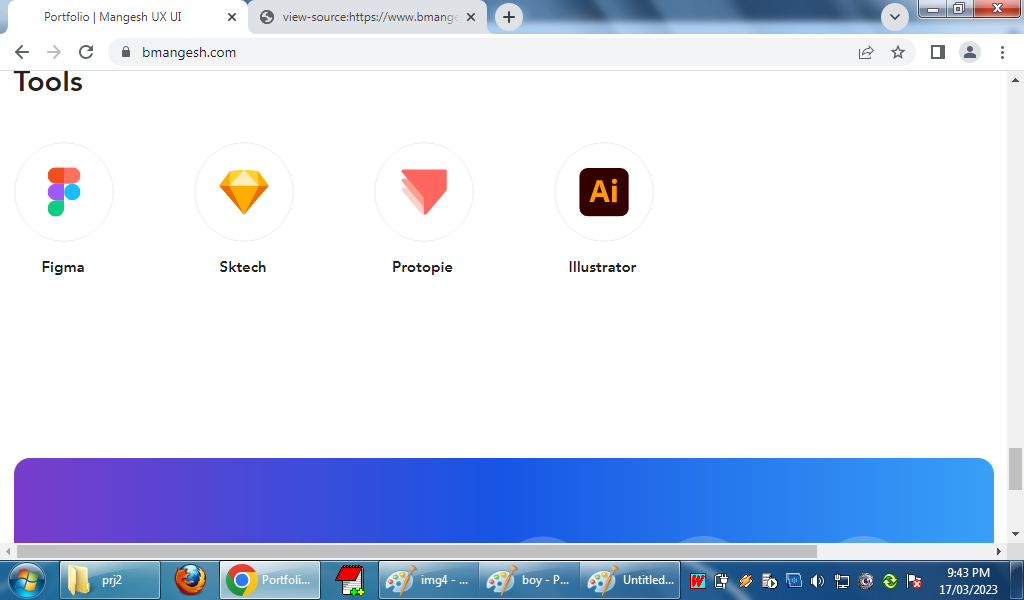 Portfolio | Mangesh UX UI
view-source:https://www.bmange
bmangesh.com
Tools
Ai
Figma
Sktech
Protopie
Illustrator
prj2
Portfoli...
img4 - ...
boy - P...
Untitled...
9:43 PM
17/03/2023